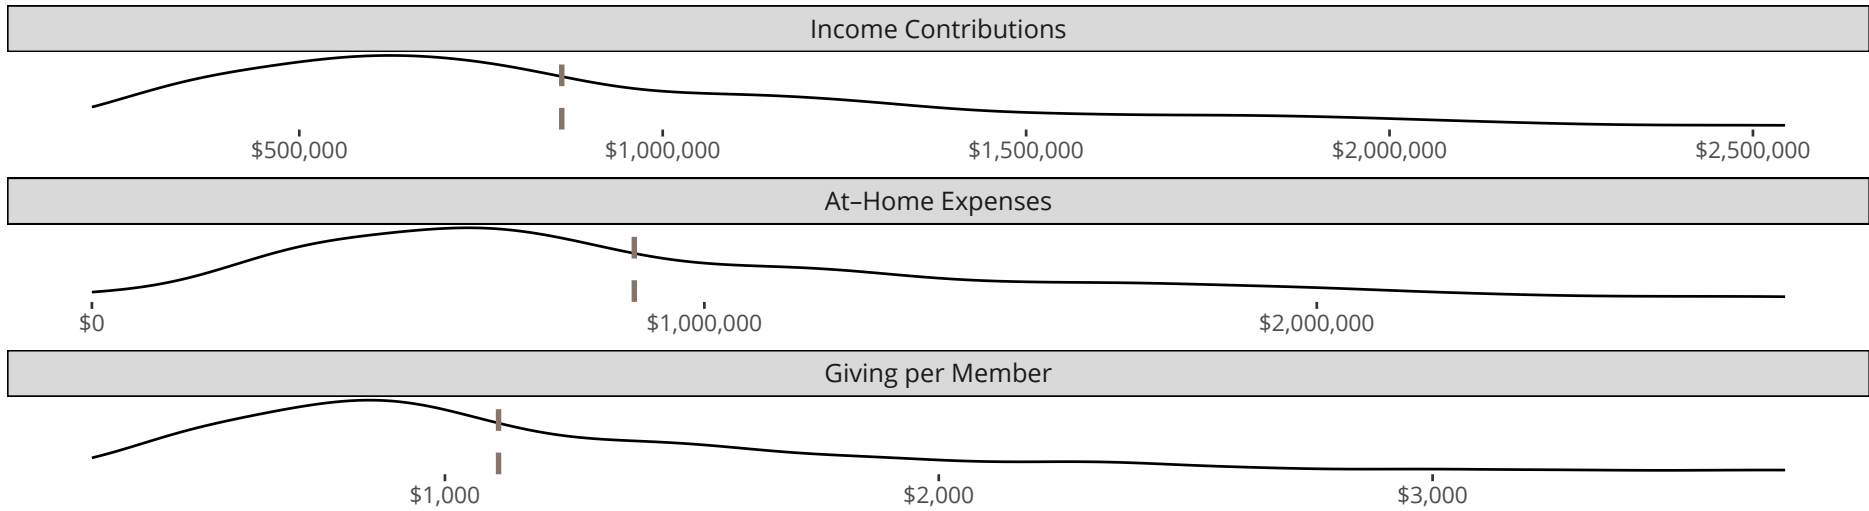 Income Contributions
$500,000 $1,000,000 $1,500,000 $2,000,000 $2,500,000
At–Home Expenses
$0 $1,000,000 $2,000,000
Giving per Member
$1,000 $2,000 $3,000